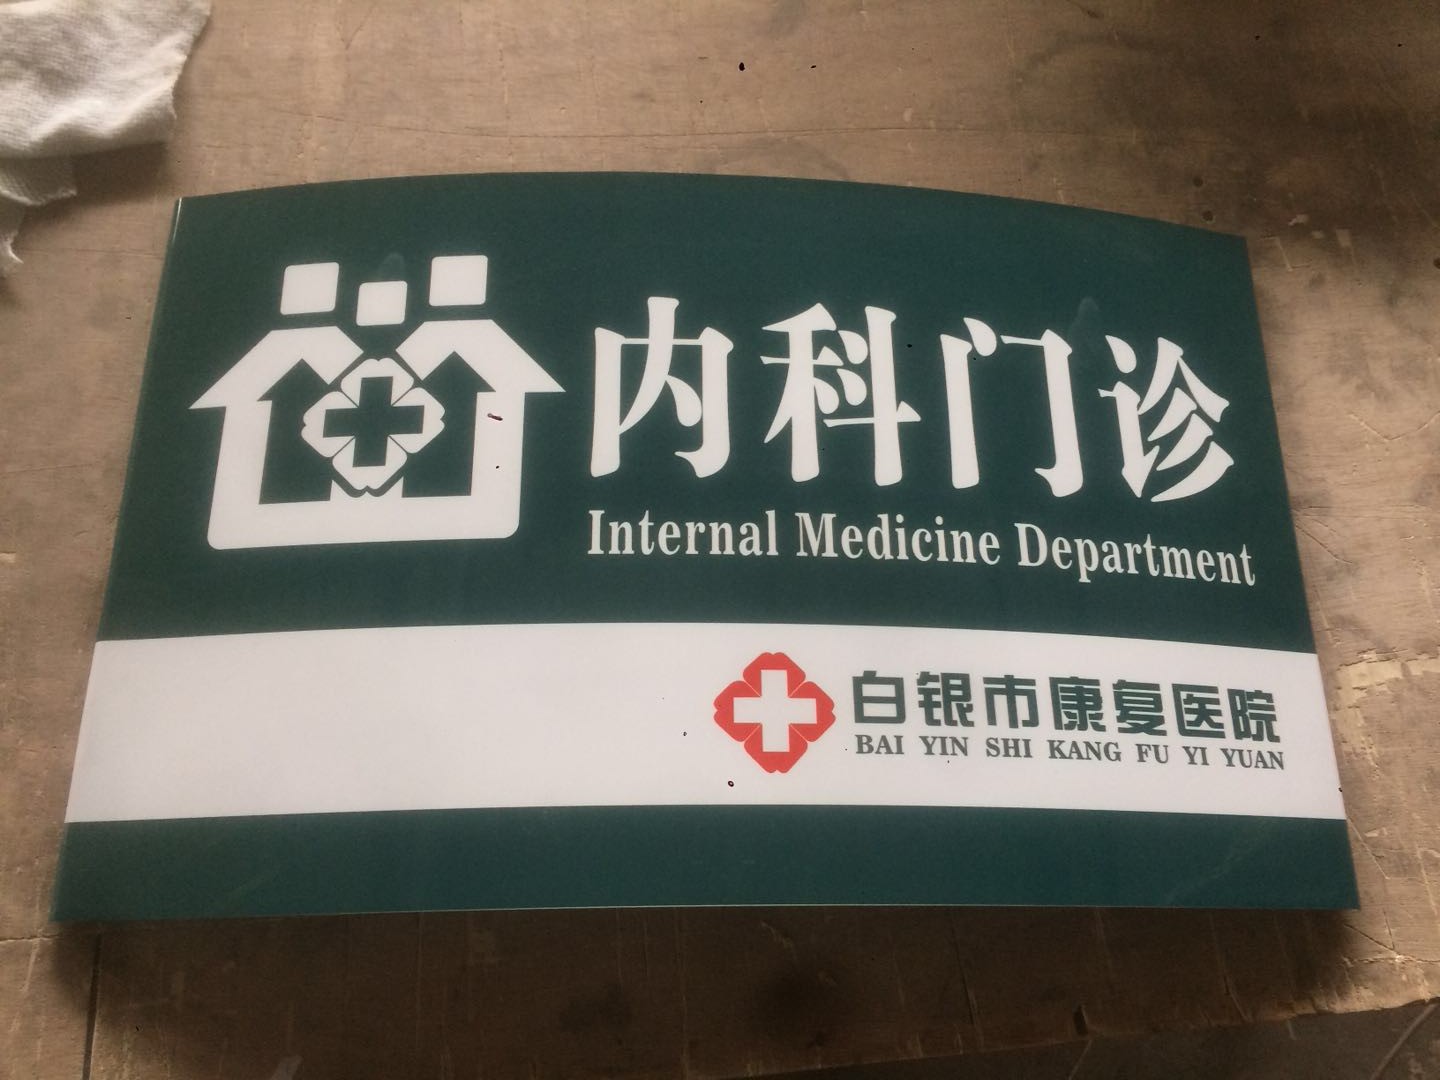 内科门诊
Internal Medicine Department
白银市康复医院
BAI YIN SHI KANG FU YI YUAN